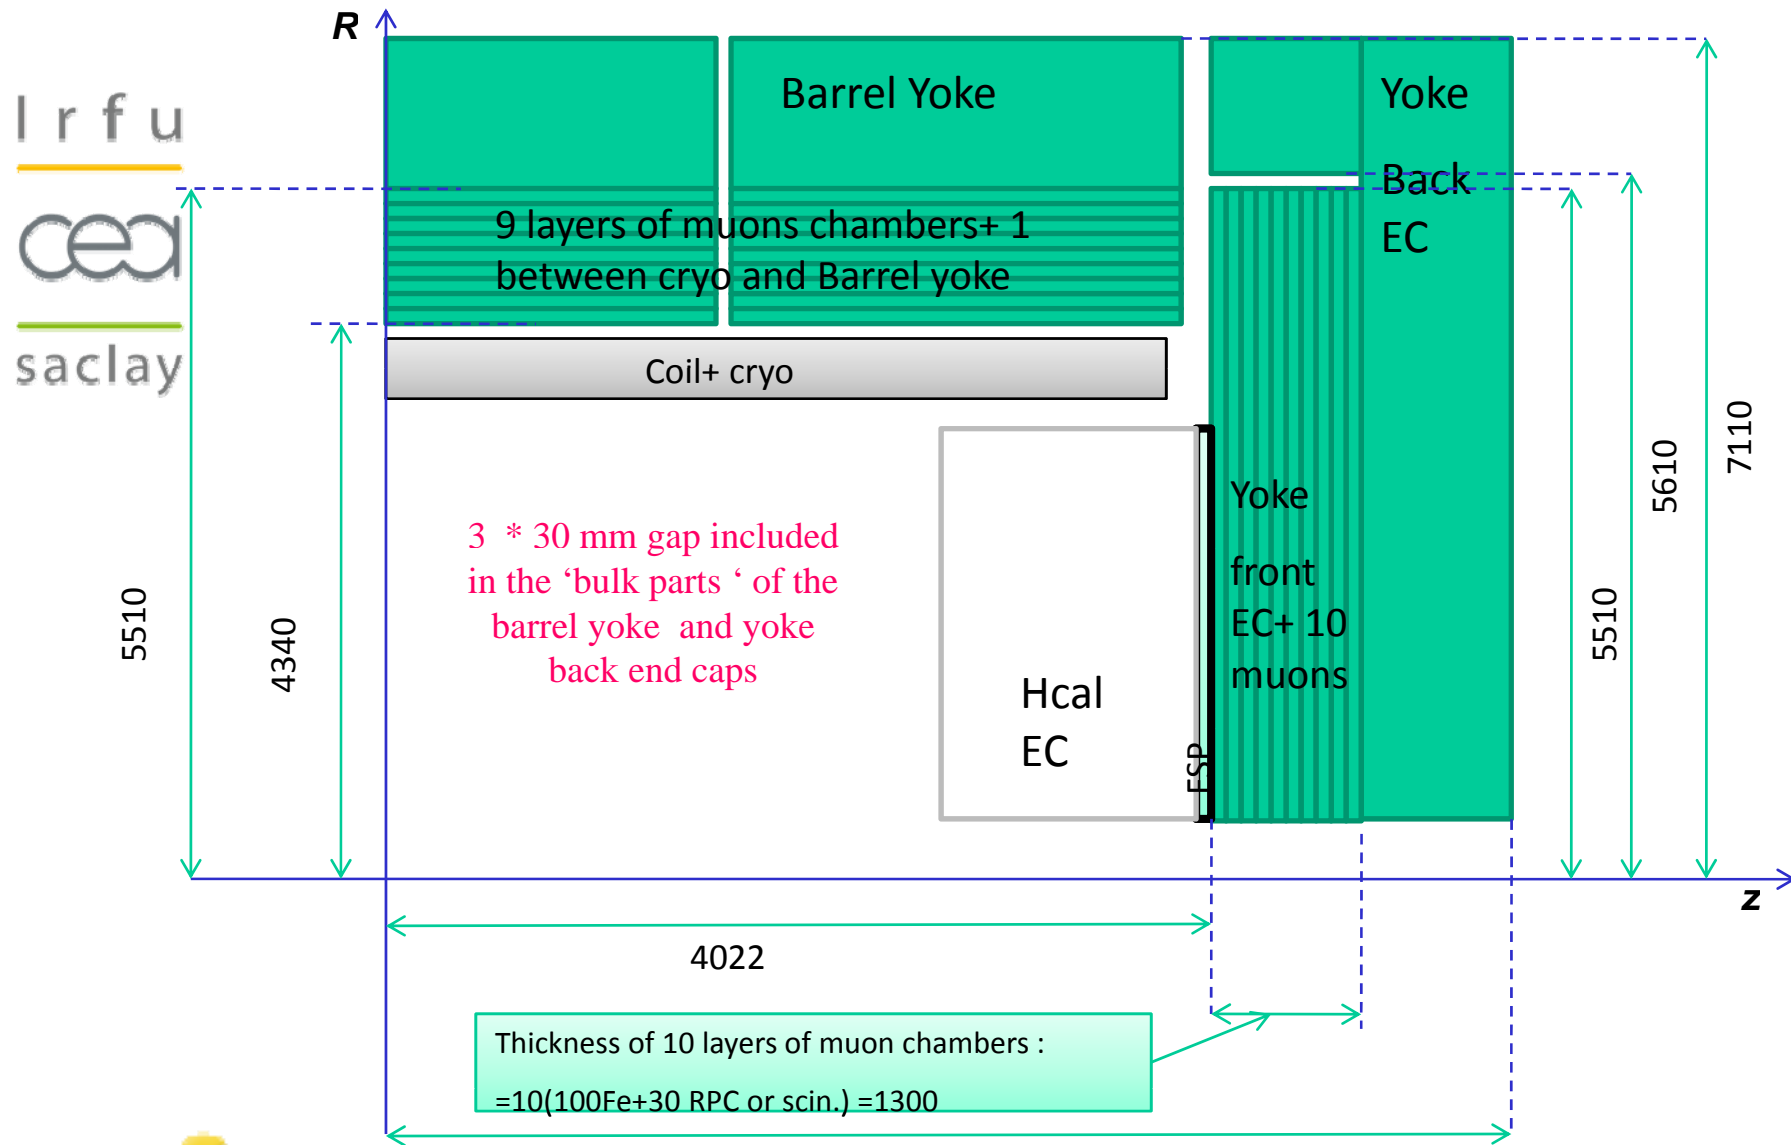 R
Irfu
cea
saclay
Barrel Yoke
Yoke
Back
EC
9 layers of muons chambers+ 1
between cryo and Barrel yoke
Coil+ cryo
3 * 30 mm gap included
in the ‘bulk parts ‘ of the
barrel yoke and yoke
back end caps
Hcal
EC
ESP
Yoke
front
EC+ 10
muons
5510
4340
5510
5610
7110
z
4022
Thickness of 10 layers of muon chambers :
=10(100Fe+30 RPC or scin.) =1300